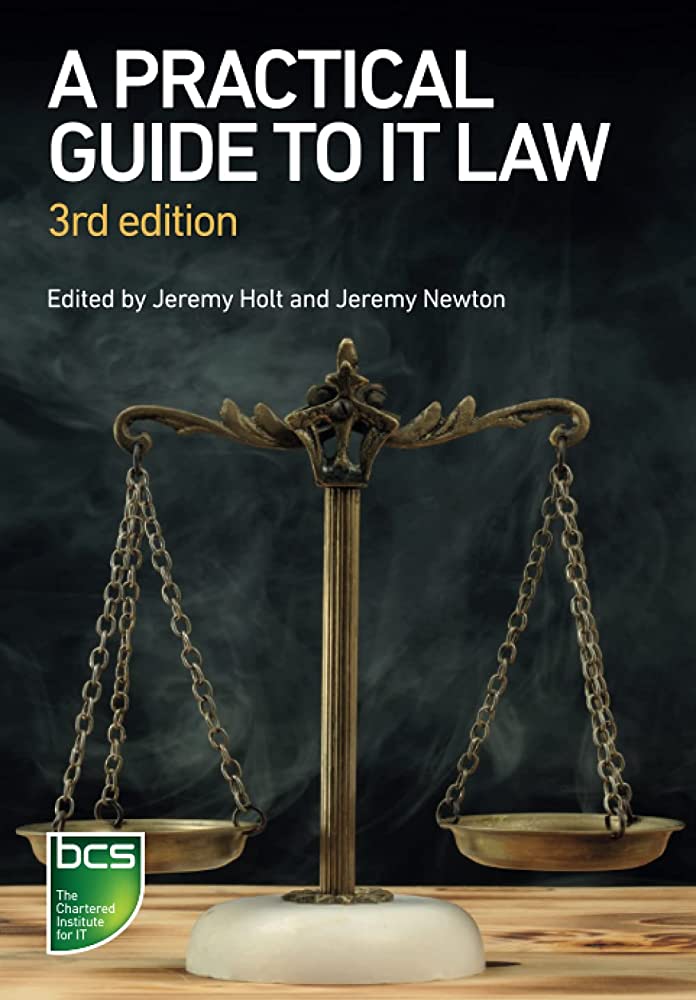 A PRACTICAL
GUIDE TO IT LAW
3rd edition
Edited by Jeremy Holt and Jeremy Newton
bcs
The
Chartered
Institute
for IT